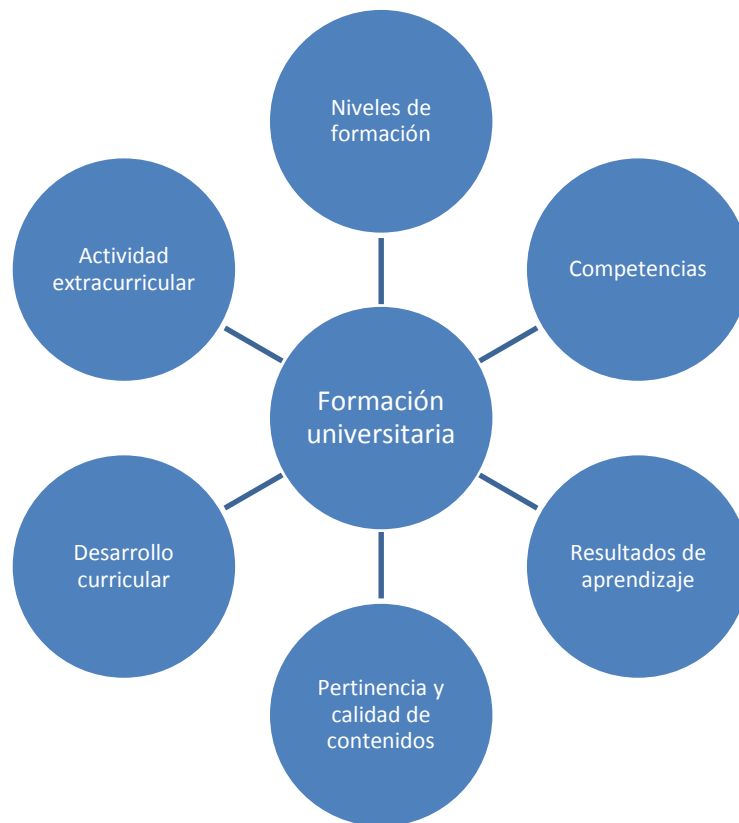 Niveles de
formación
Actividad
extracurricular
Competencias
Formación
universitaria
Desarrollo
curricular
Resultados de
aprendizaje
Pertinencia y
calidad de
contenidos